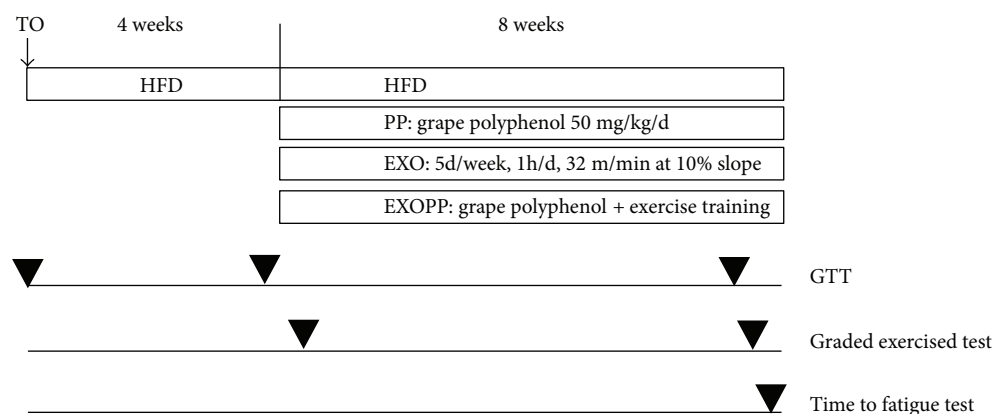 TO
4 weeks
8 weeks
HFD
HFD
PP: grape polyphenol 50 mg/kg/d
EXO: 5d/week, 1h/d, 32 m/min at 10% slope
EXOPP: grape polyphenol + exercise training
GTT
Graded exercised test
Time to fatigue test